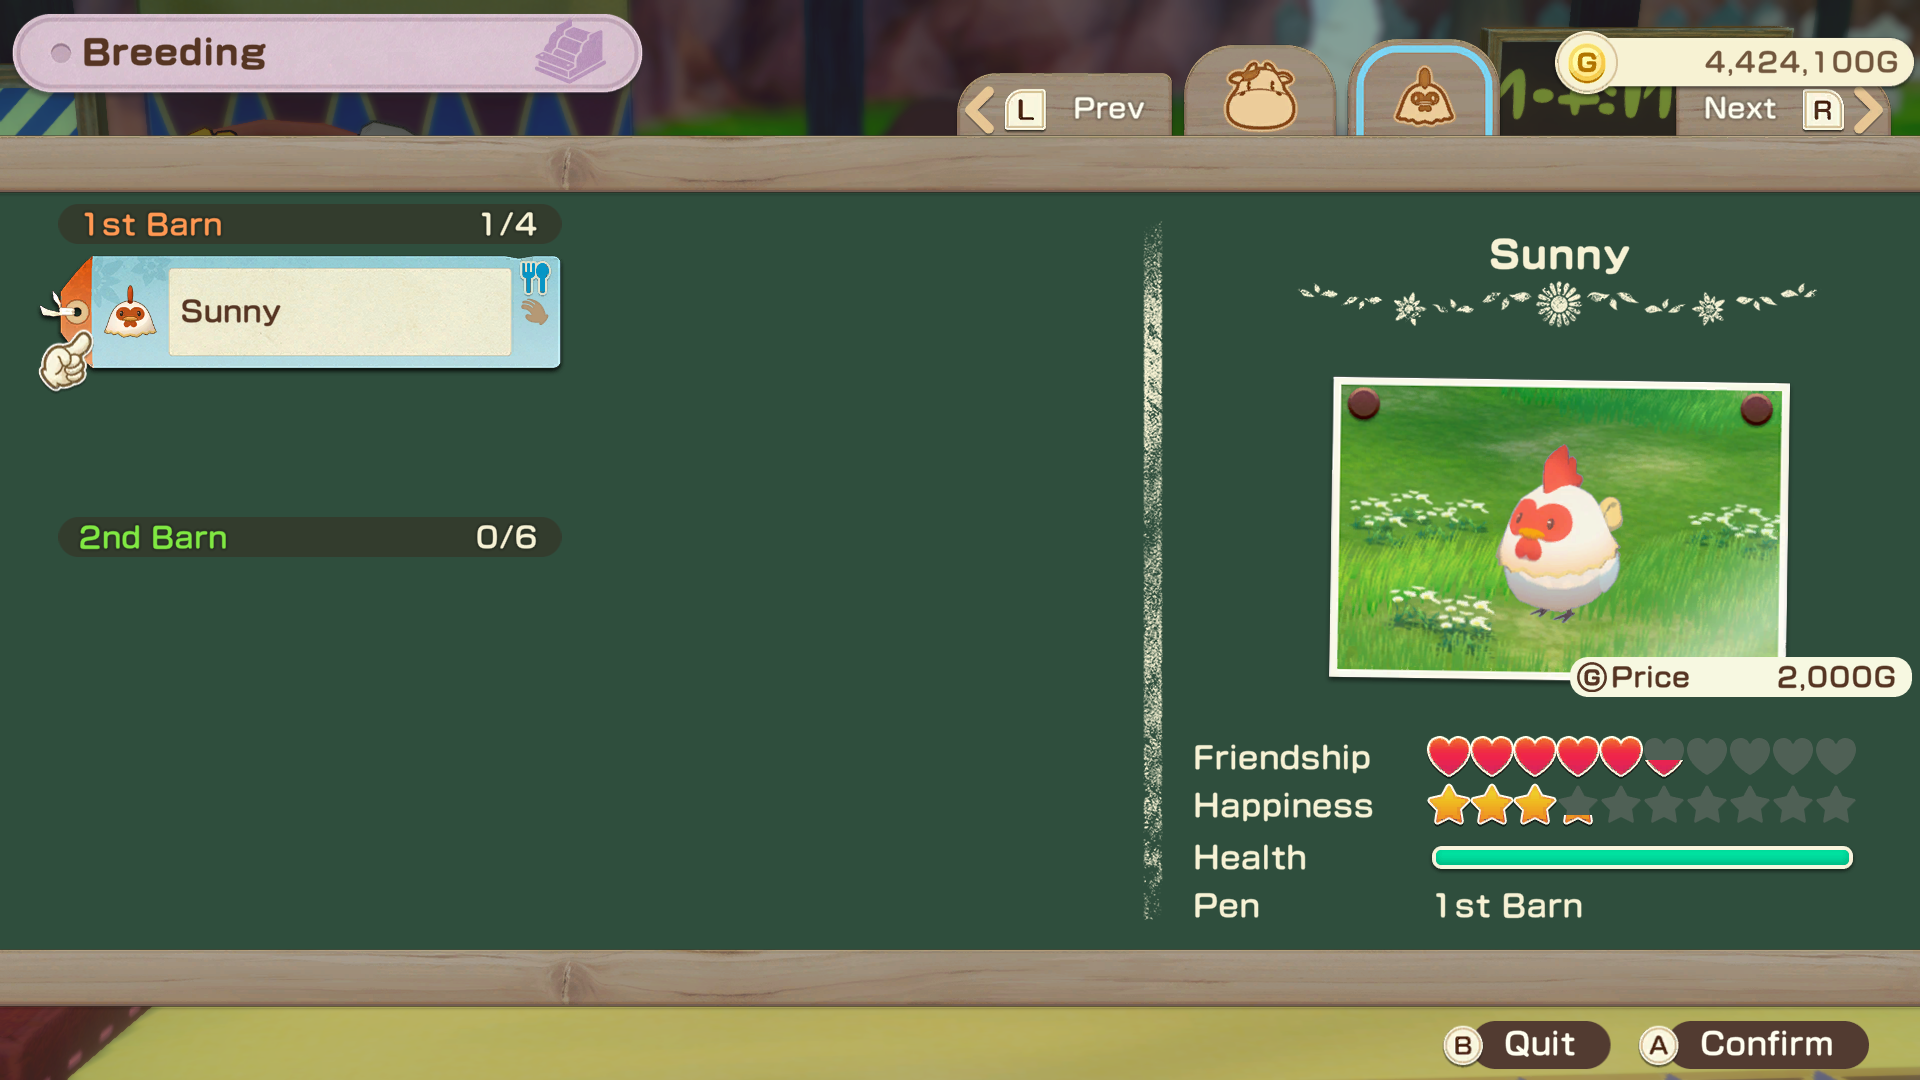 Breeding
L Prev
Next R
G 4,424,100G
1st Barn 1/4
Sunny
2nd Barn 0/6
Sunny
G Price 2,000G
Friendship
Happiness
Health
Pen 1st Barn
B Quit A Confirm